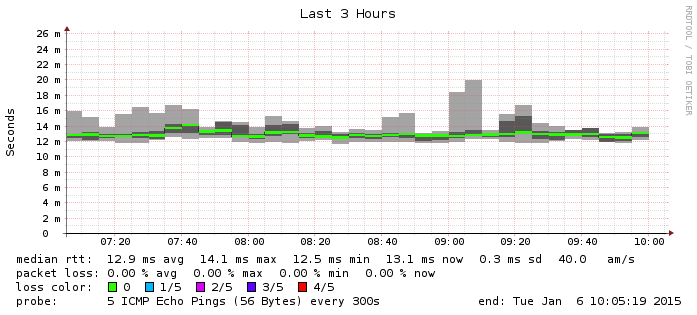 Last 3 Hours
RRDTOOL / TOBI OETIKER
Seconds
26 m
24 m
22 m
20 m
18 m
16 m
14 m
12 m
10 m
8 m
6 m
4 m
2 m
0
07:20 07:40 08:00 08:20 08:40 09:00 09:20 09:40 10:00
median rtt: 12.9 ms avg 14.1 ms max 12.5 ms min 13.1 ms now 0.3 ms sd 40.0 am/s
packet loss: 0.00 % avg 0.00 % max 0.00 % min 0.00 % now
loss color: 0 1/5 2/5 3/5 4/5
probe: 5 ICMP Echo Pings (56 Bytes) every 300s end: Tue Jan 6 10:05:19 2015